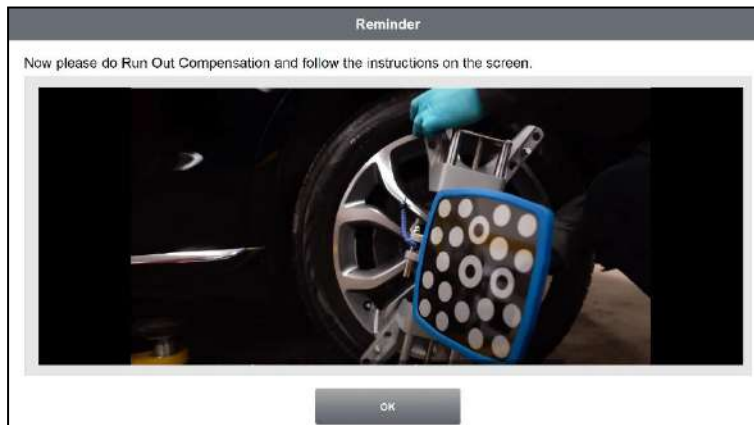 Reminder
Now please do Run Out Compensation and follow the instructions on the screen.
OK